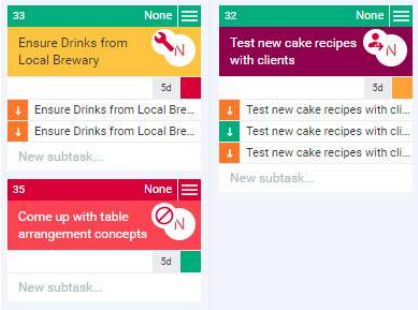 33 None
Ensure Drinks from
Local Brewary
N
5d
Ensure Drinks from Local Bre...
Ensure Drinks from Local Bre...
New subtask...
35 None
Come up with table
arrangement concepts
N
5d
New subtask...
32 None
Test new cake recipes
with clients
N
5d
Test new cake recipes with cli...
Test new cake recipes with cli...
Test new cake recipes with cli...
New subtask...